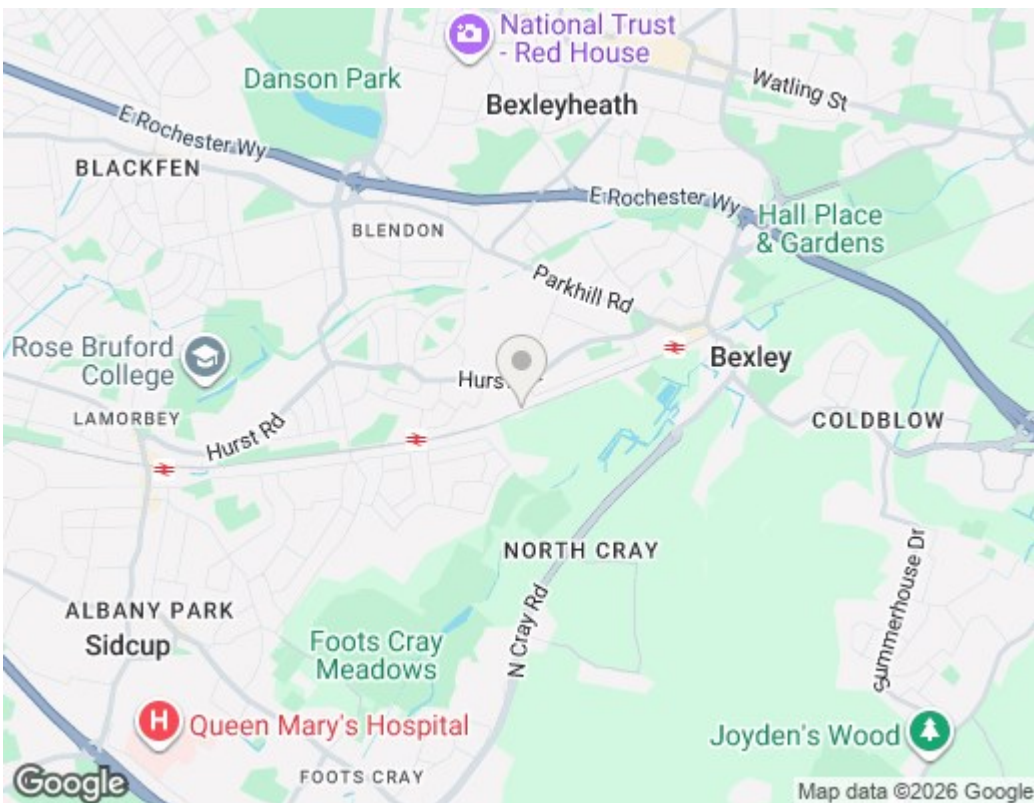 National Trust
- Red House
Danson Park
Watling St
Bexleyheath
E Rochester Wy
BLACKFEN
E Rochester Wy
Hall Place
& Gardens
BLENDON
Parkhill Rd
Rose Bruford
College
Bexley
Hurst
LAMORBEY
Hurst Rd
COLDBLOW
NORTH CRAY
Summerhouse Dr
N Cray Rd
ALBANY PARK
Sidcup
Foots Cray
Meadows
H
Queen Mary's Hospital
Joyden's Wood
FOOTS CRAY
Google
Map data ©2026 Google